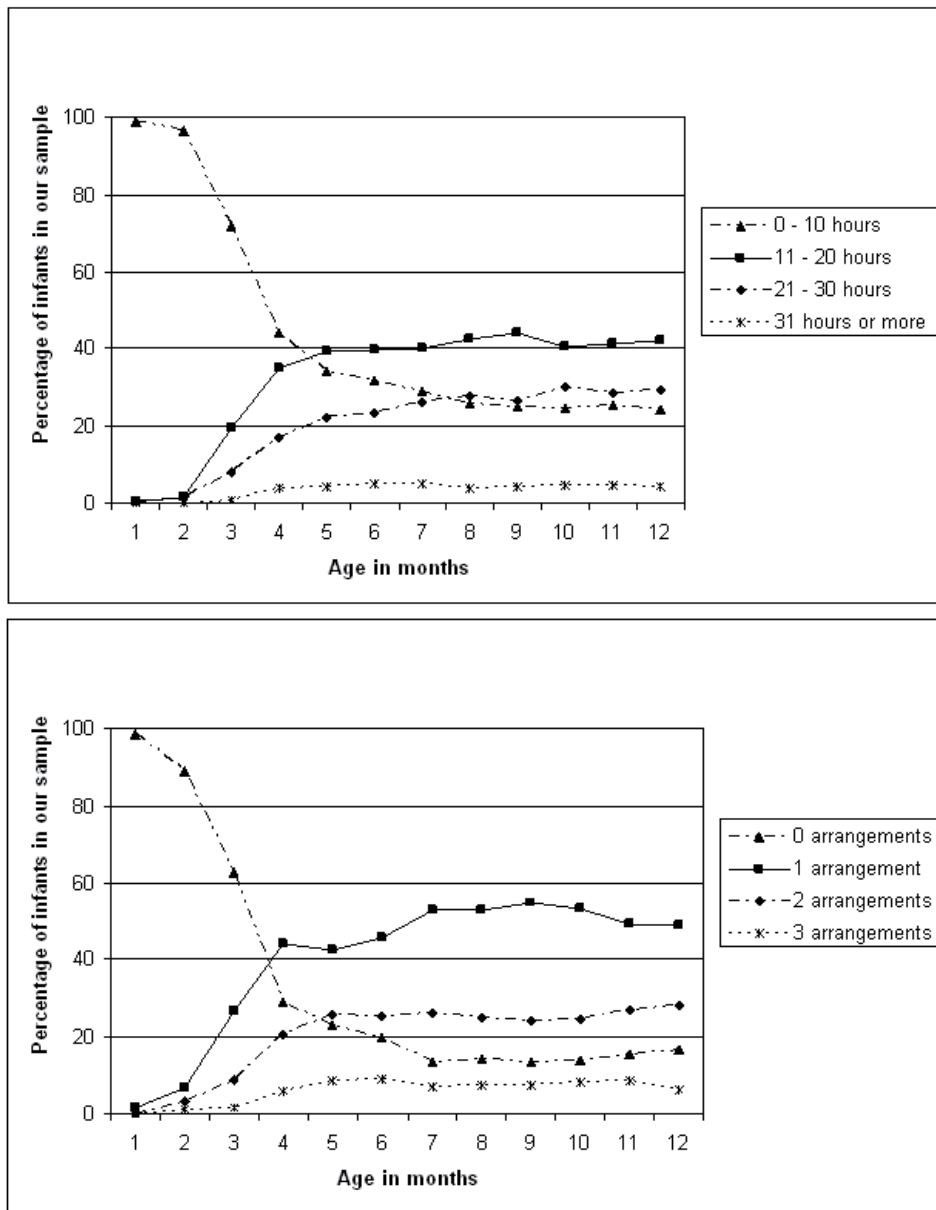 100
80
60
40
20
0
Percentage of infants in our sample
1 2 3 4 5 6 7 8 9 10 11 12
Age in months
0 - 10 hours
11 - 20 hours
21 - 30 hours
31 hours or more
100
80
60
40
20
0
Percentage of infants in our sample
1 2 3 4 5 6 7 8 9 10 11 12
Age in months
0 arrangements
1 arrangement
2 arrangements
3 arrangements